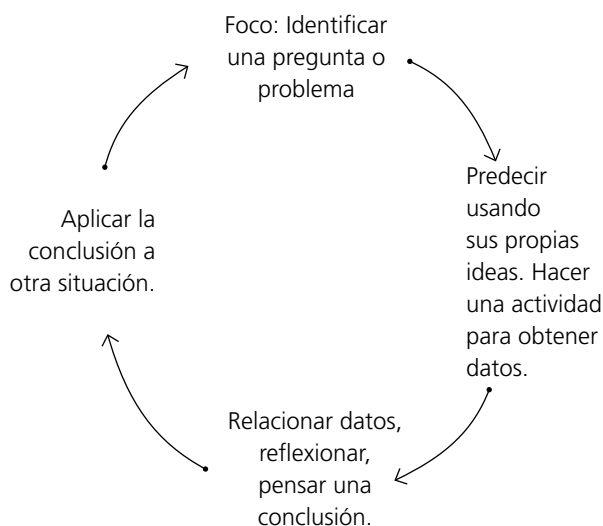 Foco: Identificar
una pregunta o
problema
Predecir
usando
sus propias
ideas. Hacer
una actividad
para obtener
datos.
Relacionar datos,
reflexionar,
pensar una
conclusión.
Aplicar la
conclusión a
otra situación.